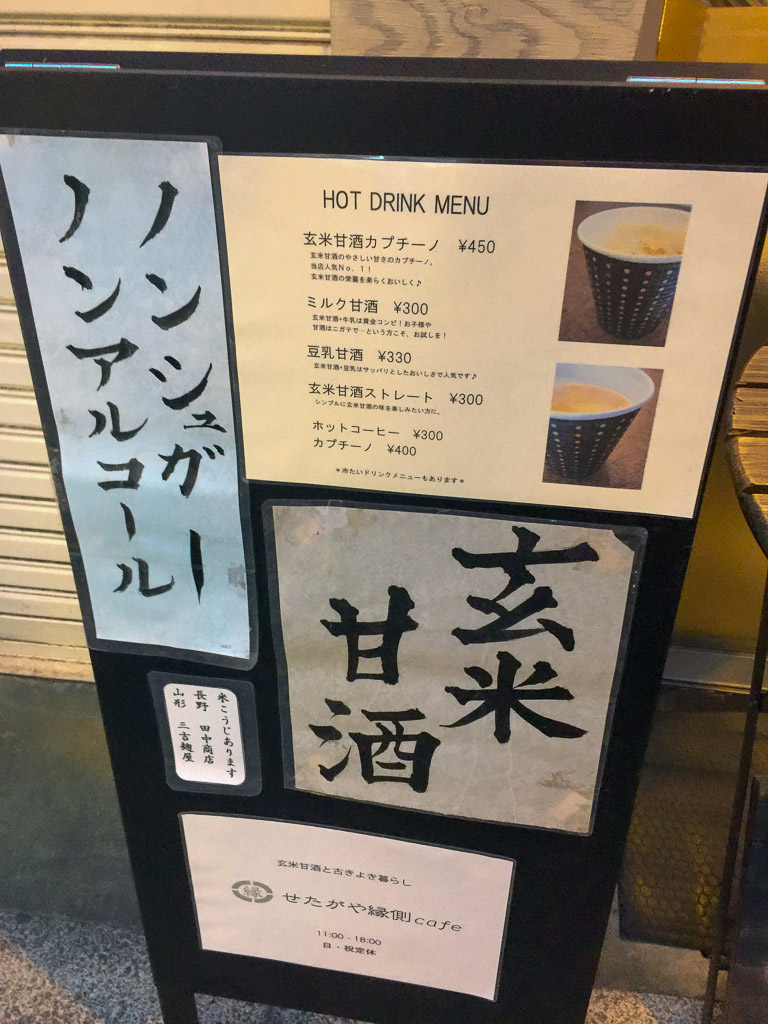 ノンシュガー
ノンアルコール
HOT DRINK MENU
玄米甘酒カプチーノ ¥450
玄米甘酒のやさしい甘さのカプチーノ。
当店人気No．1！
玄米甘酒の栄養を楽らくおいしく♪
ミルク甘酒 ¥300
玄米甘酒+牛乳は黄金コンビ！お子様や
甘酒はニガテで…という方こそ、お試しを！
豆乳甘酒 ¥330
玄米甘酒+豆乳はサッパリとしたおいしさで人気です♪
玄米甘酒ストレート ¥300
シンプルに玄米甘酒の味を楽しみたい方に。
ホットコーヒー ¥300
カプチーノ ¥400
＊冷たいドリンクメニューもあります＊
玄米
甘酒
米こうじあります
長野 田中商店
山形 三吉麹屋
玄米甘酒と古きよき暮らし
縁 せたがや縁側cafe
11:00 - 18:00
日・祝定休